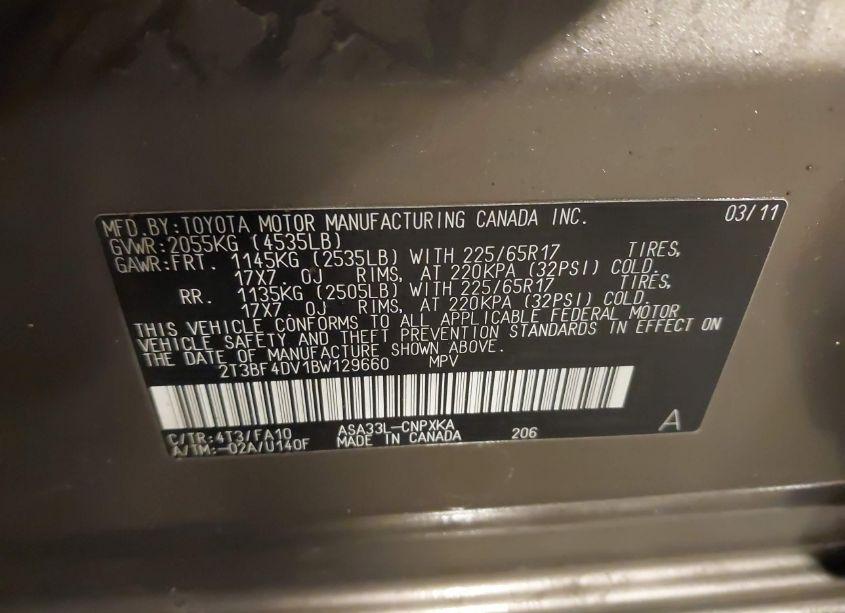 MFD. BY: TOYOTA MOTOR MANUFACTURING CANADA INC. 03/11
GVWR: 2055KG (4535LB)
GAWR: FRT. 1145KG (2535LB) WITH 225/65R17 TIRES,
17X7. 0J RIMS, AT 220KPA (32PSI) COLD.
RR. 1135KG (2505LB) WITH 225/65R17 TIRES,
17X7. 0J RIMS, AT 220KPA (32PSI) COLD.
THIS VEHICLE CONFORMS TO ALL APPLICABLE FEDERAL MOTOR
VEHICLE SAFETY AND THEFT PREVENTION STANDARDS IN EFFECT ON
THE DATE OF MANUFACTURE SHOWN ABOVE.
2T3BF4DV1BW129660 MPV
C/TR: 4T3/FA10 ASA33L-CNPXKA 206 A
A/TM: -02A/U140F MADE IN CANADA